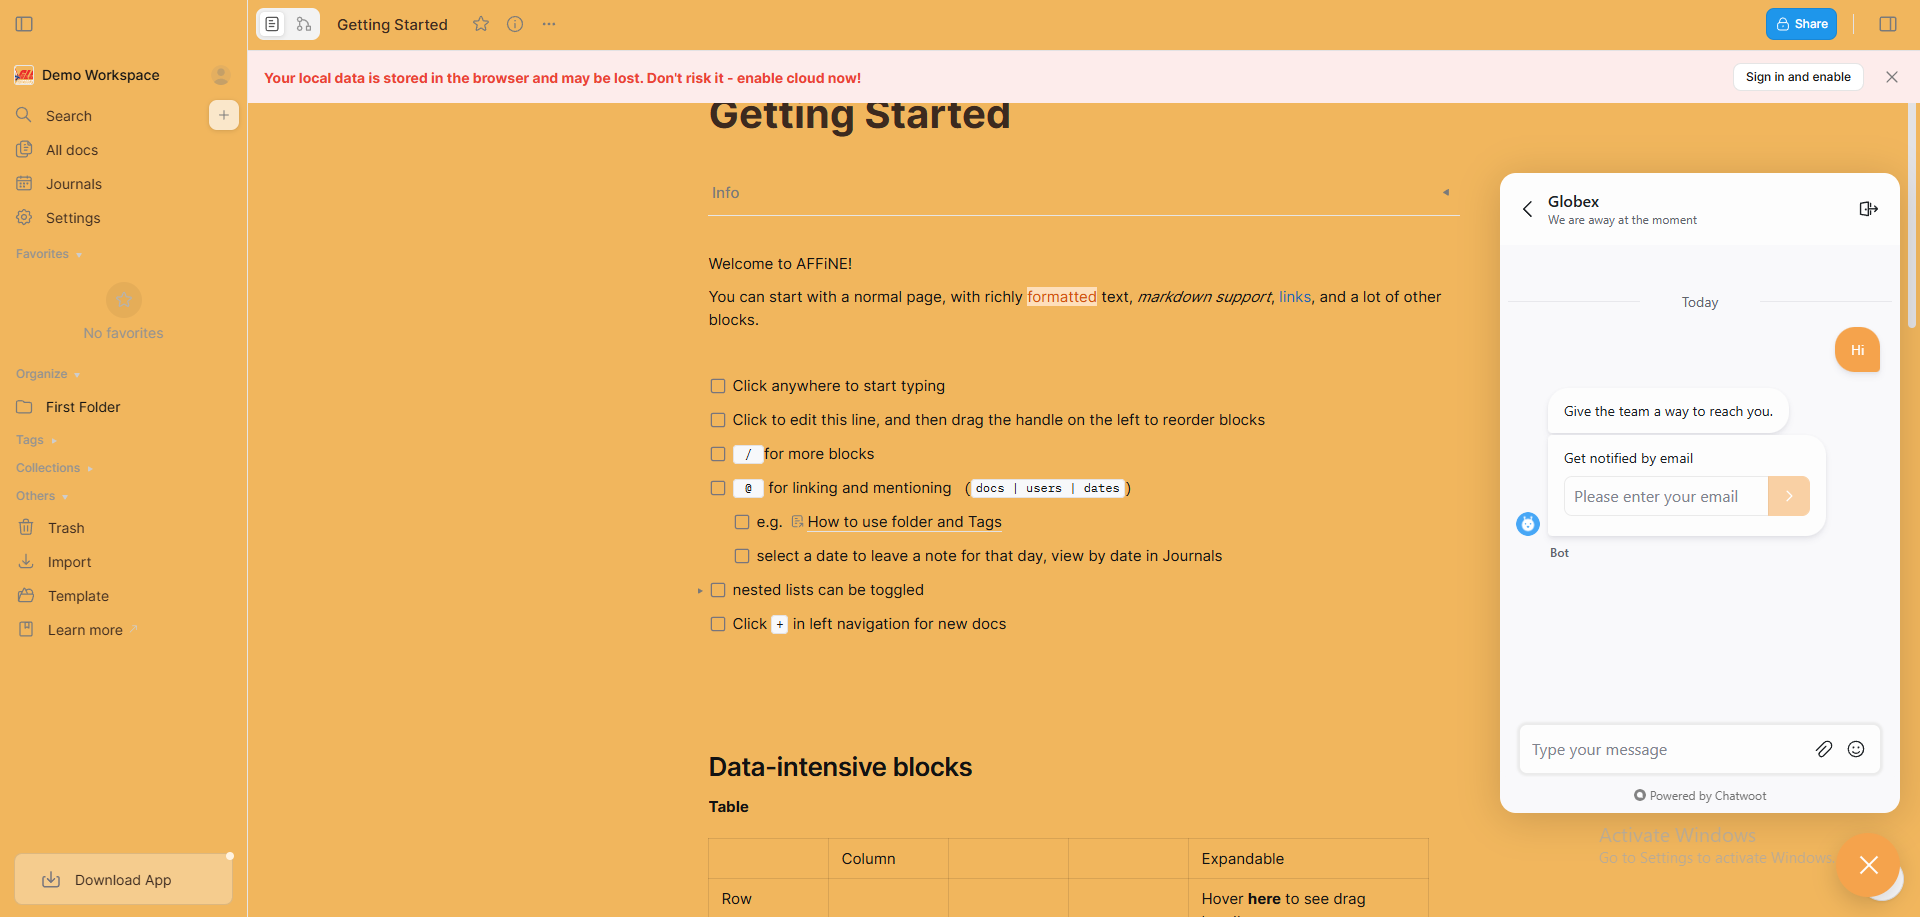 Getting Started
Share
Demo Workspace
Your local data is stored in the browser and may be lost. Don't risk it - enable cloud now!
Sign in and enable
Search
All docs
Journals
Settings
Favorites
No favorites
Organize
First Folder
Tags
Collections
Others
Trash
Import
Template
Learn more
Download App
Getting Started
Info
Welcome to AFFiNE!
You can start with a normal page, with richly formatted text, markdown support, links, and a lot of other
blocks.
Click anywhere to start typing
Click to edit this line, and then drag the handle on the left to reorder blocks
/ for more blocks
@ for linking and mentioning (docs | users | dates)
e.g. How to use folder and Tags
select a date to leave a note for that day, view by date in Journals
nested lists can be toggled
Click + in left navigation for new docs
Data-intensive blocks
Table
Column Expandable
Row Hover here to see drag
Globex
We are away at the moment
Today
Hi
Give the team a way to reach you.
Get notified by email
Please enter your email
Bot
Type your message
Powered by Chatwoot
Activate Windows
Go to Settings to activate Windows.